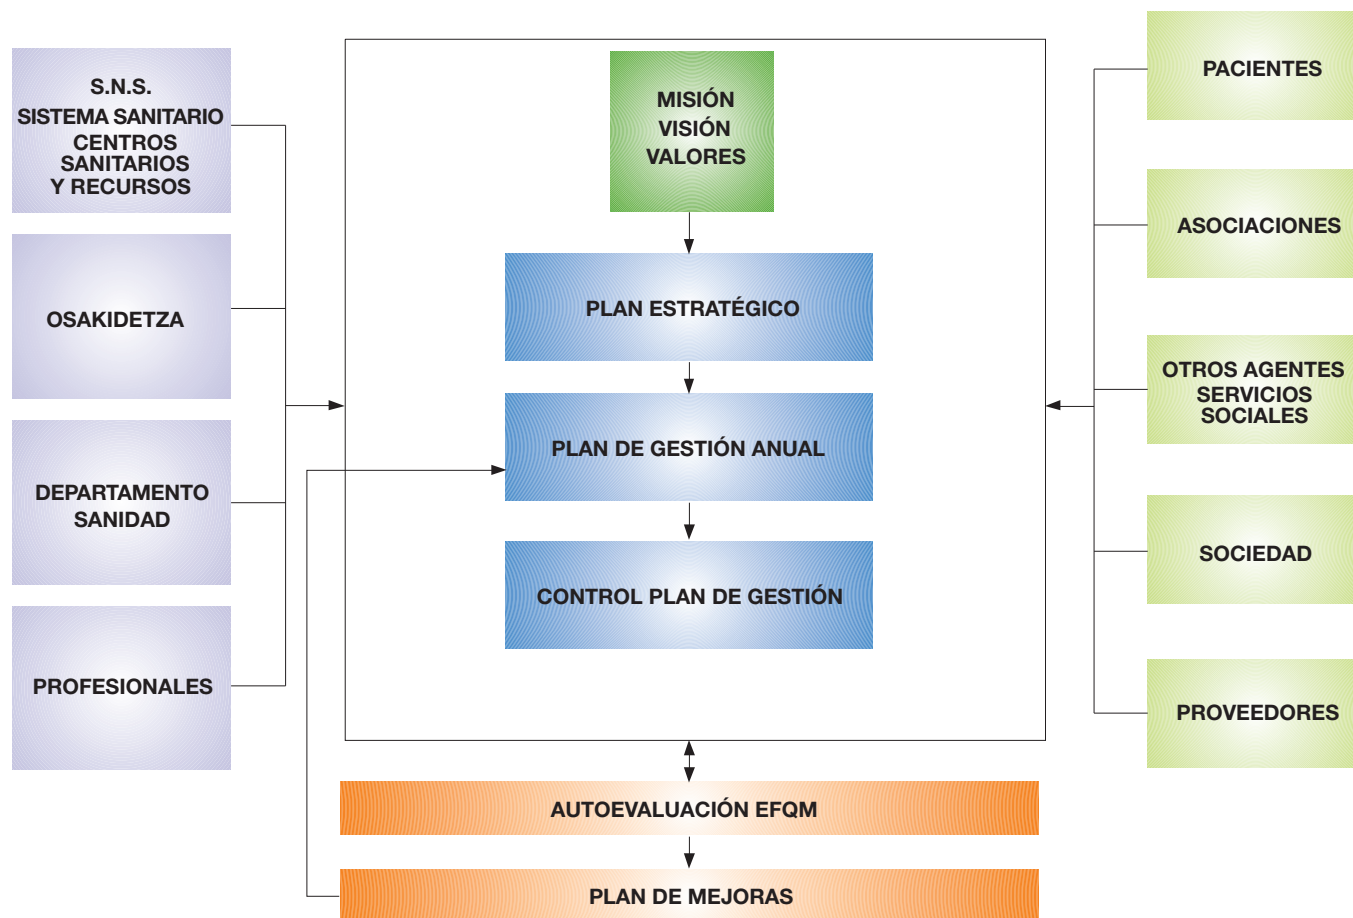 S.N.S.
SISTEMA SANITARIO
CENTROS
SANITARIOS
Y RECURSOS
OSAKIDETZA
DEPARTAMENTO
SANIDAD
PROFESIONALES
MISIÓN
VISIÓN
VALORES
PLAN ESTRATÉGICO
PLAN DE GESTIÓN ANUAL
CONTROL PLAN DE GESTIÓN
AUTOEVALUACIÓN EFQM
PLAN DE MEJORAS
PACIENTES
ASOCIACIONES
OTROS AGENTES
SERVICIOS
SOCIALES
SOCIEDAD
PROVEEDORES